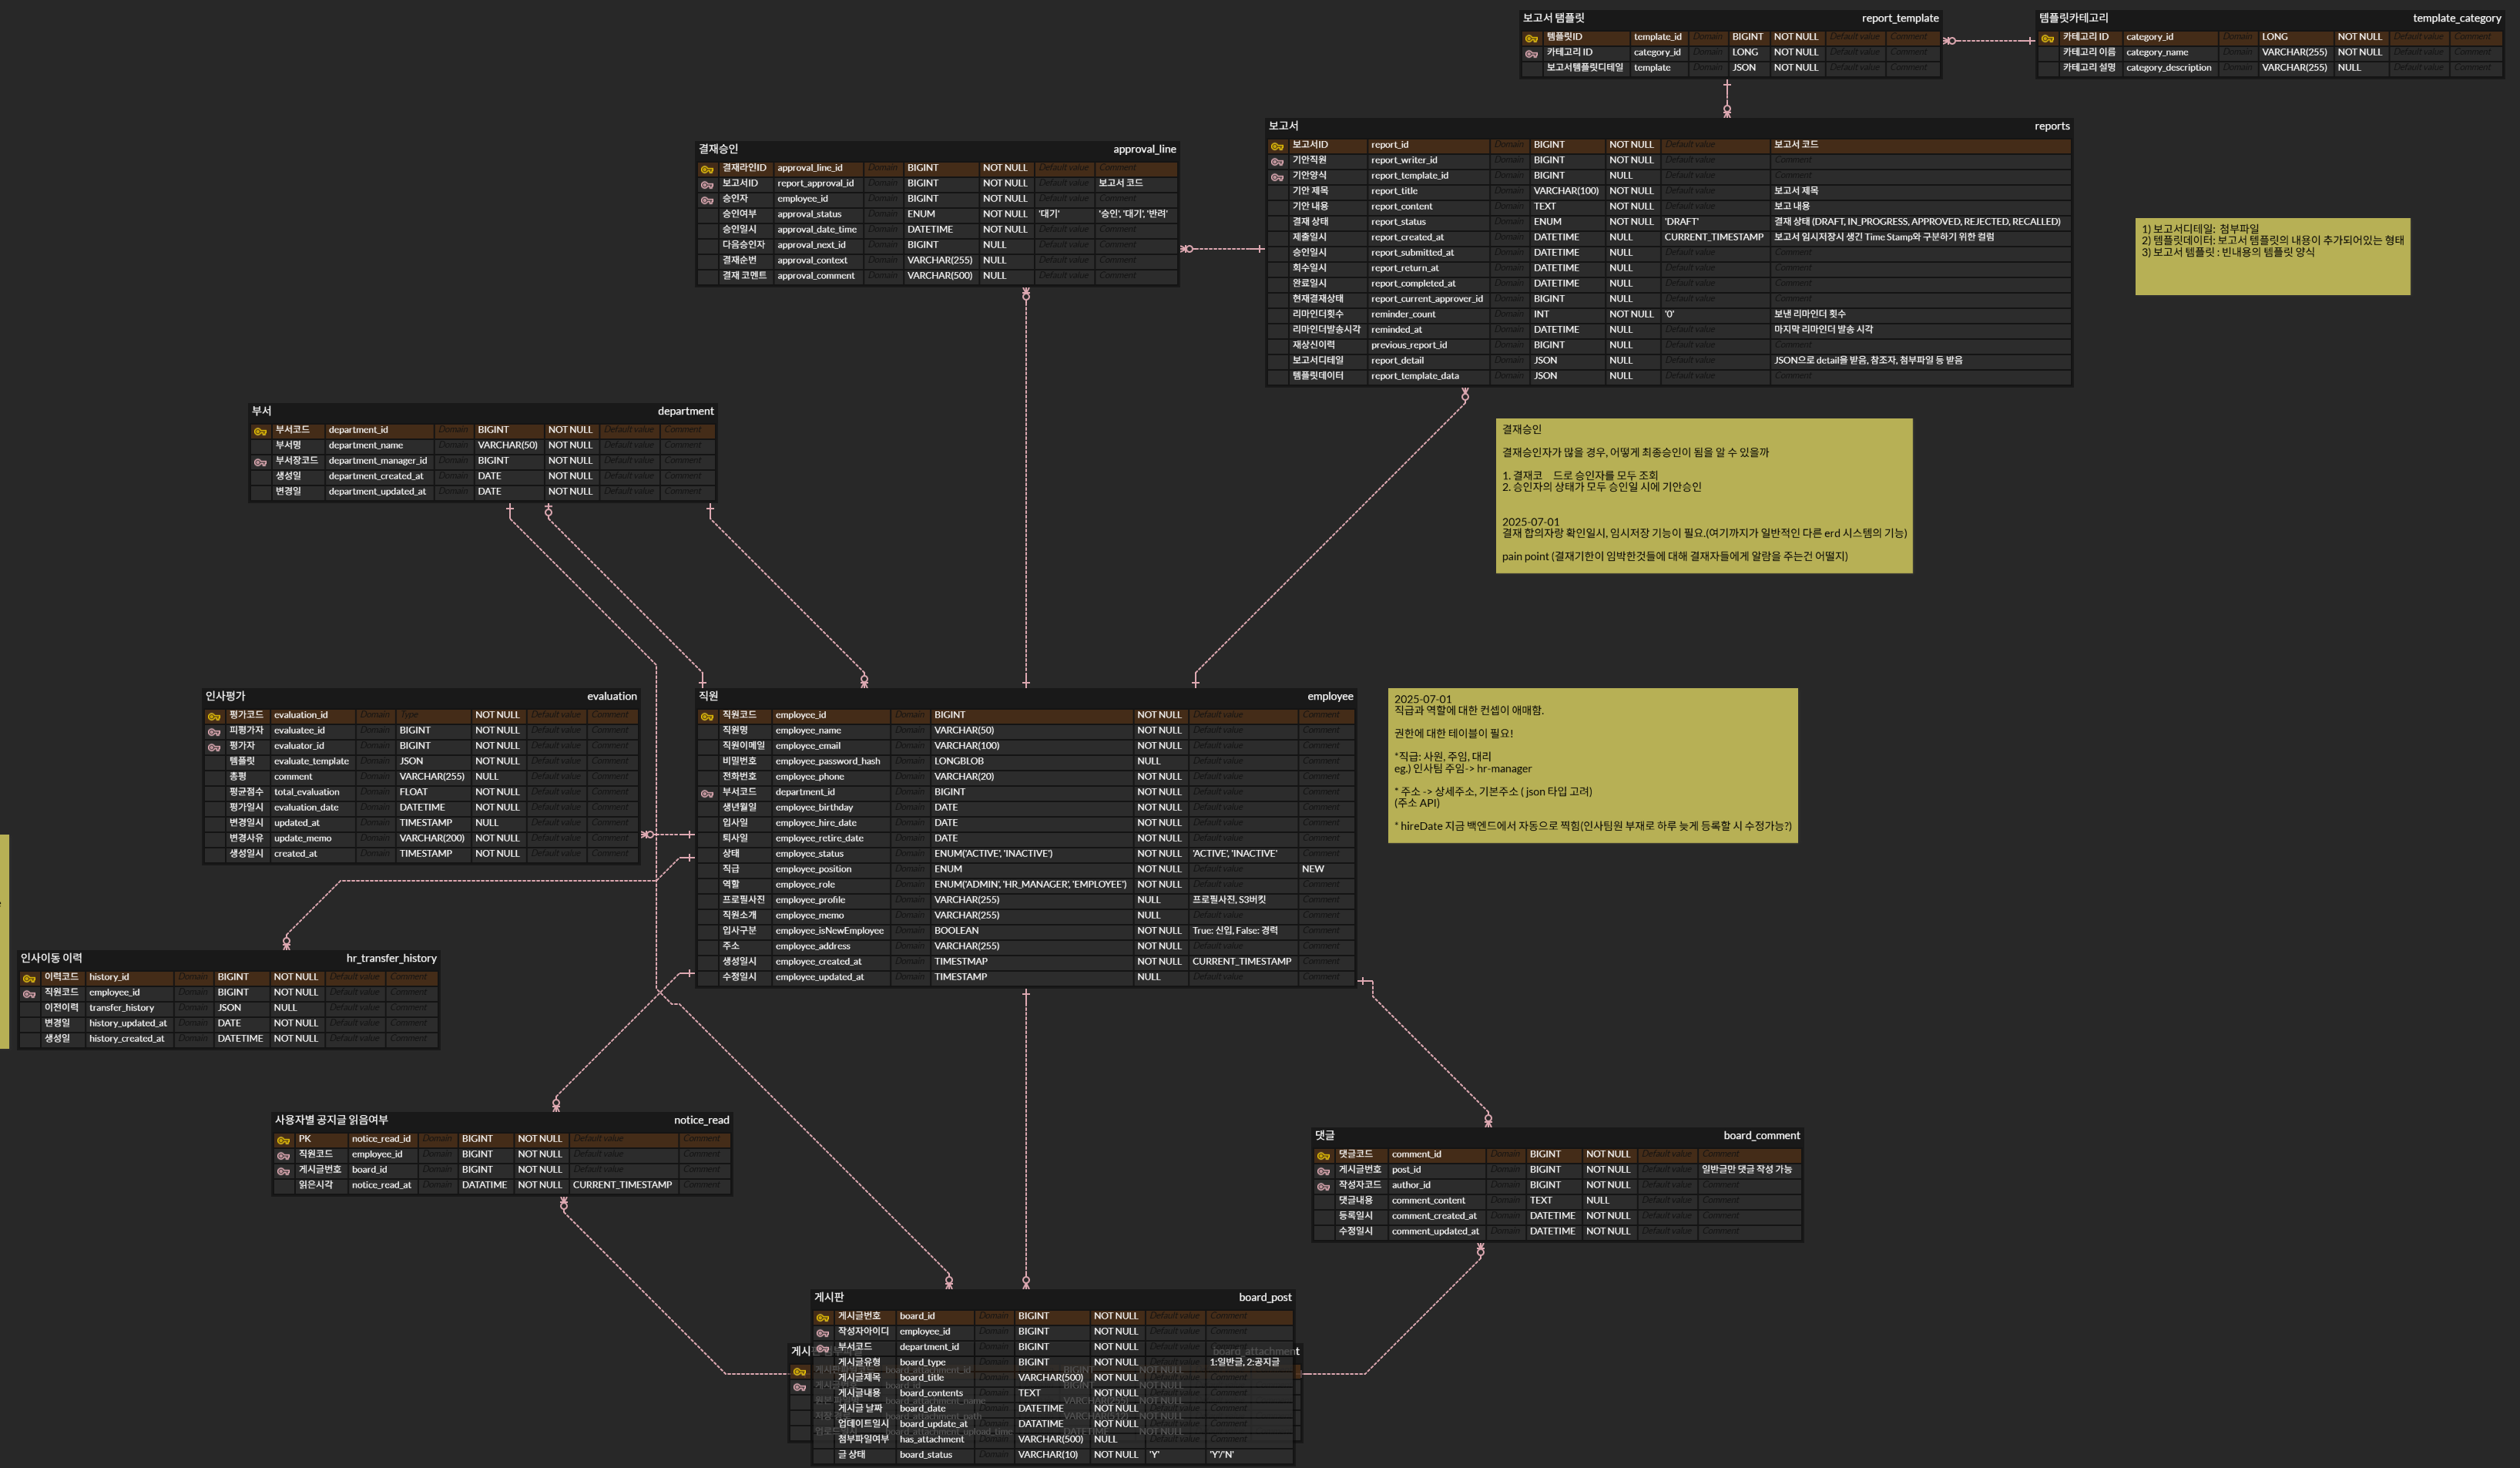 보고서 탬플릿 report_template
템플릿ID template_id Domain BIGINT NOT NULL Default value Comment
카테고리 ID category_id Domain LONG NOT NULL Default value Comment
보고서템플릿디테일 template Domain JSON NOT NULL Default value Comment
템플릿카테고리 template_category
카테고리 ID category_id Domain LONG NOT NULL Default value Comment
카테고리 이름 category_name Domain VARCHAR(255) NOT NULL Default value Comment
카테고리 설명 category_description Domain VARCHAR(255) NULL Default value Comment
결재승인 approval_line
결재라인ID approval_line_id Domain BIGINT NOT NULL Default value Comment
보고서ID report_approval_id Domain BIGINT NOT NULL Default value 보고서 코드
승인자 employee_id Domain BIGINT NOT NULL Default value Comment
승인여부 approval_status Domain ENUM NOT NULL '대기' '승인', '대기', '반려'
승인일시 approval_date_time Domain DATETIME NOT NULL Default value Comment
다음승인자 approval_next_id Domain BIGINT NULL Default value Comment
결재순번 approval_context Domain VARCHAR(255) NULL Default value Comment
결재 코멘트 approval_comment Domain VARCHAR(500) NULL Default value Comment
보고서 reports
보고서ID report_id Domain BIGINT NOT NULL Default value 보고서 코드
기안직원 report_writer_id Domain BIGINT NOT NULL Default value Comment
기안양식 report_template_id Domain BIGINT NULL Default value Comment
기안 제목 report_title Domain VARCHAR(100) NOT NULL Default value 보고서 제목
기안 내용 report_content Domain TEXT NOT NULL Default value 보고 내용
결재 상태 report_status Domain ENUM NOT NULL 'DRAFT' 결재 상태 (DRAFT, IN_PROGRESS, APPROVED, REJECTED, RECALLED)
제출일시 report_created_at Domain DATETIME NULL CURRENT_TIMESTAMP 보고서 임시저장시 생긴 Time Stamp와 구분하기 위한 컬럼
승인일시 report_submitted_at Domain DATETIME NULL Default value Comment
회수일시 report_return_at Domain DATETIME NULL Default value Comment
완료일시 report_completed_at Domain DATETIME NULL Default value Comment
현재결재상태 report_current_approver_id Domain BIGINT NULL Default value Comment
리마인더횟수 reminder_count Domain INT NOT NULL '0' 보낸 리마인더 횟수
리마인더발송시각 reminded_at Domain DATETIME NULL Default value 마지막 리마인더 발송 시각
재상신이력 previous_report_id Domain BIGINT NULL Default value Comment
보고서디테일 report_detail Domain JSON NULL Default value JSON으로 detail을 받음, 참조자, 첨부파일 등 받음
템플릿데이터 report_template_data Domain JSON NULL Default value Comment
1) 보고서디테일: 첨부파일
2) 템플릿데이터: 보고서 템플릿의 내용이 추가되어있는 형태
3) 보고서 템플릿 : 빈내용의 템플릿 양식
부서 department
부서코드 department_id Domain BIGINT NOT NULL Default value Comment
부서명 department_name Domain VARCHAR(50) NOT NULL Default value Comment
부서장코드 department_manager_id Domain BIGINT NOT NULL Default value Comment
생성일 department_created_at Domain DATE NOT NULL Default value Comment
변경일 department_updated_at Domain DATE NOT NULL Default value Comment
결재승인
결재승인자가 많을 경우, 어떻게 최종승인이 됨을 알 수 있을까
1. 결재코 드로 승인자를 모두 조회
2. 승인자의 상태가 모두 승인일 시에 기안승인
2025-07-01
결재 합의자랑 확인일시, 임시저장 기능이 필요.(여기까지가 일반적인 다른 erd 시스템의 기능)
pain point (결재기한이 임박한것들에 대해 결재자들에게 알람을 주는건 어떨지)
인사평가 evaluation
평가코드 evaluation_id Domain Type NOT NULL Default value Comment
피평가자 evaluatee_id Domain BIGINT NOT NULL Default value Comment
평가자 evaluator_id Domain BIGINT NOT NULL Default value Comment
템플릿 evaluate_template Domain JSON NOT NULL Default value Comment
총평 comment Domain VARCHAR(255) NULL Default value Comment
평균점수 total_evaluation Domain FLOAT NOT NULL Default value Comment
평가일시 evaluation_date Domain DATETIME NOT NULL Default value Comment
변경일시 updated_at Domain TIMESTAMP NULL Default value Comment
변경사유 update_memo Domain VARCHAR(200) NOT NULL Default value Comment
생성일시 created_at Domain TIMESTAMP NOT NULL Default value Comment
직원 employee
직원코드 employee_id Domain BIGINT NOT NULL Default value Comment
직원명 employee_name Domain VARCHAR(50) NOT NULL Default value Comment
직원이메일 employee_email Domain VARCHAR(100) NOT NULL Default value Comment
비밀번호 employee_password_hash Domain LONGBLOB NULL Default value Comment
전화번호 employee_phone Domain VARCHAR(20) NOT NULL Default value Comment
부서코드 department_id Domain BIGINT NOT NULL Default value Comment
생년월일 employee_birthday Domain DATE NOT NULL Default value Comment
입사일 employee_hire_date Domain DATE NOT NULL Default value Comment
퇴사일 employee_retire_date Domain DATE NOT NULL Default value Comment
상태 employee_status Domain ENUM('ACTIVE', 'INACTIVE') NOT NULL 'ACTIVE', 'INACTIVE' Comment
직급 employee_position Domain ENUM NOT NULL Default value NEW
역할 employee_role Domain ENUM('ADMIN', 'HR_MANAGER', 'EMPLOYEE') NOT NULL Default value Comment
프로필사진 employee_profile Domain VARCHAR(255) NULL 프로필사진, S3버킷 Comment
직원소개 employee_memo Domain VARCHAR(255) NULL Default value Comment
입사구분 employee_isNewEmployee Domain BOOLEAN NOT NULL True: 신입, False: 경력 Comment
주소 employee_address Domain VARCHAR(255) NOT NULL Default value Comment
생성일시 employee_created_at Domain TIMESTMAP NOT NULL CURRENT_TIMESTAMP Comment
수정일시 employee_updated_at Domain TIMESTAMP NULL Default value Comment
2025-07-01
직급과 역할에 대한 컨셉이 애매함.
권한에 대한 테이블이 필요!
*직급: 사원, 주임, 대리
eg.) 인사팀 주임-> hr-manager
* 주소 -> 상세주소, 기본주소 ( json 타입 고려)
(주소 API)
* hireDate 지금 백엔드에서 자동으로 찍힘(인사팀원 부재로 하루 늦게 등록할 시 수정가능?)
인사이동 이력 hr_transfer_history
이력코드 history_id Domain BIGINT NOT NULL Default value Comment
직원코드 employee_id Domain BIGINT NOT NULL Default value Comment
이전이력 transfer_history Domain JSON NULL Default value Comment
변경일 history_updated_at Domain DATE NOT NULL Default value Comment
생성일 history_created_at Domain DATETIME NOT NULL Default value Comment
사용자별 공지글 읽음여부 notice_read
PK notice_read_id Domain BIGINT NOT NULL Default value Comment
직원코드 employee_id Domain BIGINT NOT NULL Default value Comment
게시글번호 board_id Domain BIGINT NOT NULL Default value Comment
읽은시각 notice_read_at Domain DATATIME NOT NULL CURRENT_TIMESTAMP Comment
댓글 board_comment
댓글코드 comment_id Domain BIGINT NOT NULL Default value Comment
게시글번호 post_id Domain BIGINT NOT NULL Default value 일반글만 댓글 작성 가능
작성자코드 author_id Domain BIGINT NOT NULL Default value Comment
댓글내용 comment_content Domain TEXT NULL Default value Comment
등록일시 comment_created_at Domain DATETIME NOT NULL Default value Comment
수정일시 comment_updated_at Domain DATETIME NOT NULL Default value Comment
게시판 board_post
게시글번호 board_id Domain BIGINT NOT NULL Default value Comment
작성자아이디 employee_id Domain BIGINT NOT NULL Default value Comment
부서코드 department_id Domain BIGINT NOT NULL Default value Comment
board_attachment
게시글유형 board_type Domain BIGINT NOT NULL Default value 1:일반글, 2:공지글
board_attachment_id BIGINT NOT NULL
게시글제목 board_title Domain VARCHAR(500) NOT NULL Default value Comment
board_id BIGINT NOT NULL
게시글내용 board_contents Domain TEXT NOT NULL Default value Comment
board_attachment_name NOT NULL
게시글 날짜 board_date Domain DATETIME NOT NULL Default value Comment
board_attachment_path NOT NULL
업데이트일시 board_update_at Domain DATATIME NOT NULL Default value Comment
board_attachment_upload_time DATETIME NOT NULL
첨부파일여부 has_attachment Domain VARCHAR(500) NULL Default value Comment
글 상태 board_status Domain VARCHAR(10) NOT NULL 'Y' 'Y'/'N'